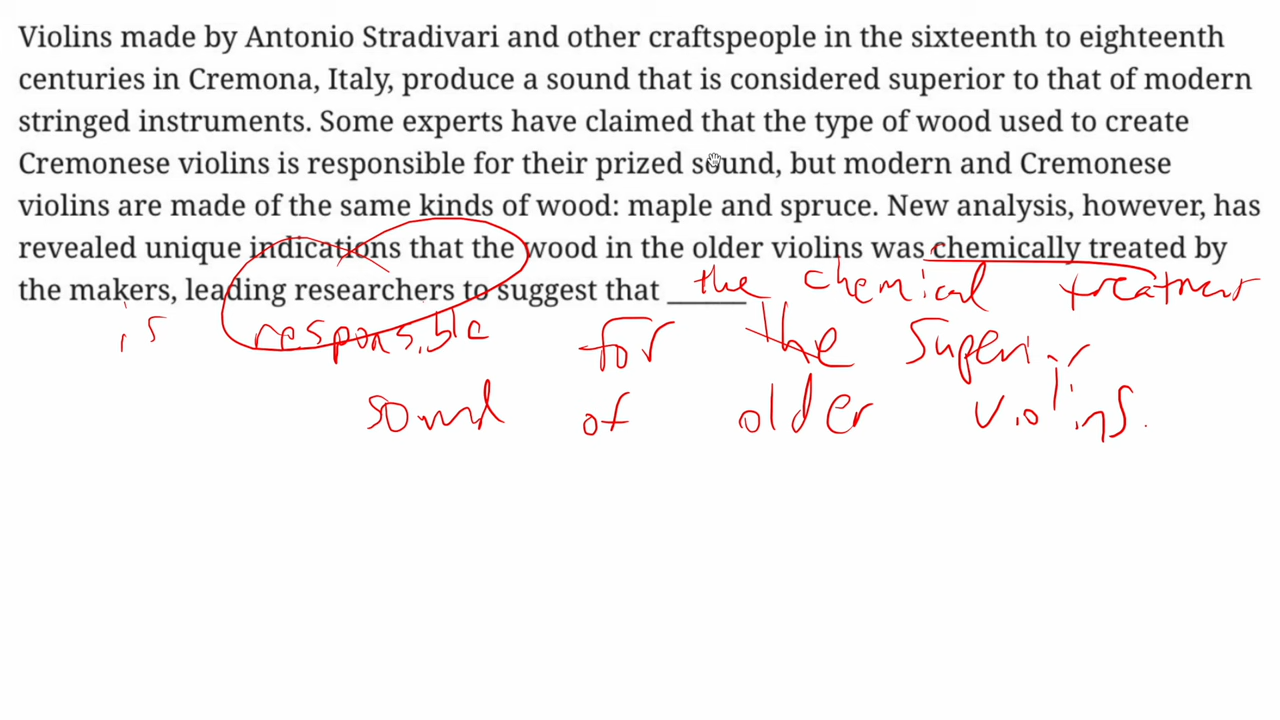 Violins made by Antonio Stradivari and other craftspeople in the sixteenth to eighteenth
centuries in Cremona, Italy, produce a sound that is considered superior to that of modern
stringed instruments. Some experts have claimed that the type of wood used to create
Cremonese violins is responsible for their prized sound, but modern and Cremonese
violins are made of the same kinds of wood: maple and spruce. New analysis, however, has
revealed unique indications that the wood in the older violins was chemically treated by
the makers, leading researchers to suggest that ______ the chemical treatment
is responsible for the superior
sound of older violins.